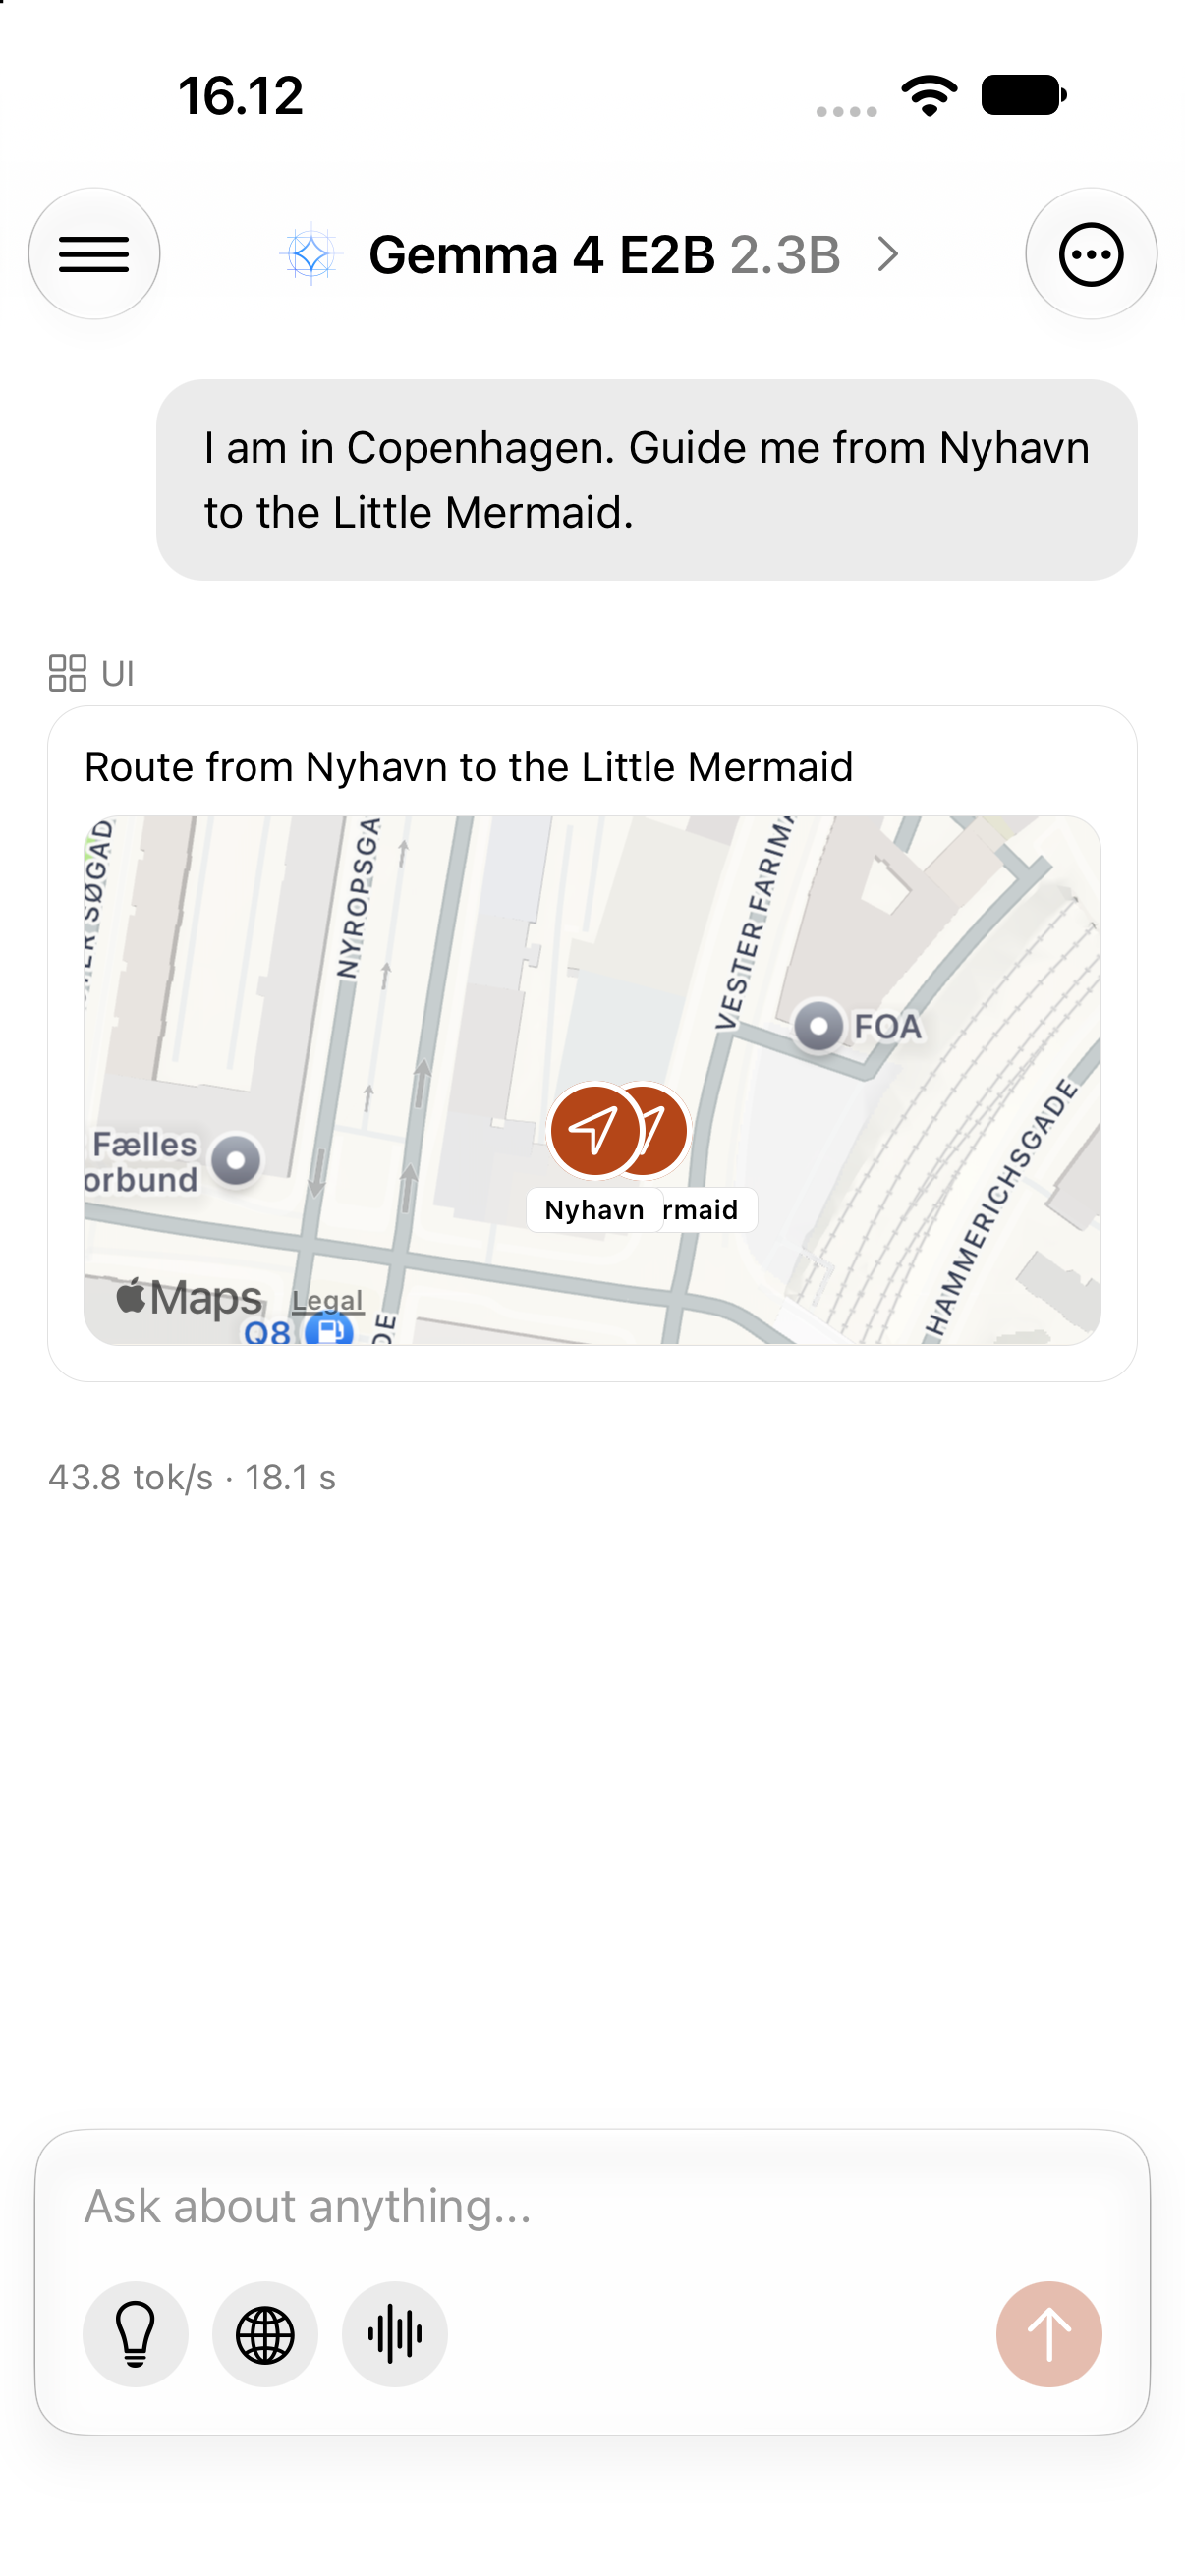 16.12
Gemma 4 E2B 2.3B
I am in Copenhagen. Guide me from Nyhavn
to the Little Mermaid.
UI
Route from Nyhavn to the Little Mermaid
NYROPSGA
VESTER FARIMA
FOA
Fælles
orbund
HAMMERICHSGADE
Nyhavn
rmaid
Maps
Legal
Q8
DE
43.8 tok/s · 18.1 s
Ask about anything...